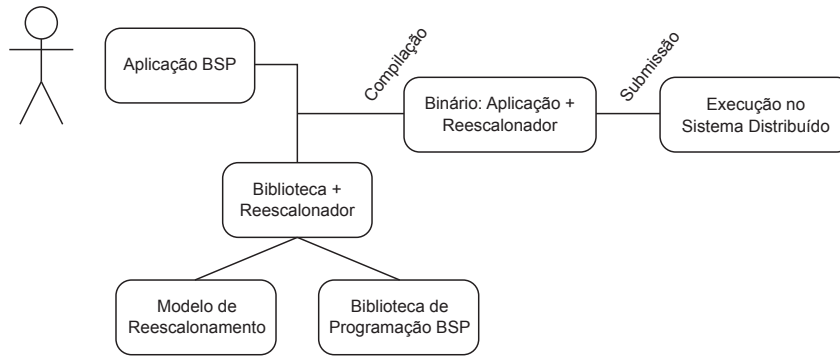 Aplicação BSP
Compilação
Binário: Aplicação +
Reescalonador
Submissão
Execução no
Sistema Distribuído
Biblioteca +
Reescalonador
Modelo de
Reescalonamento
Biblioteca de
Programação BSP